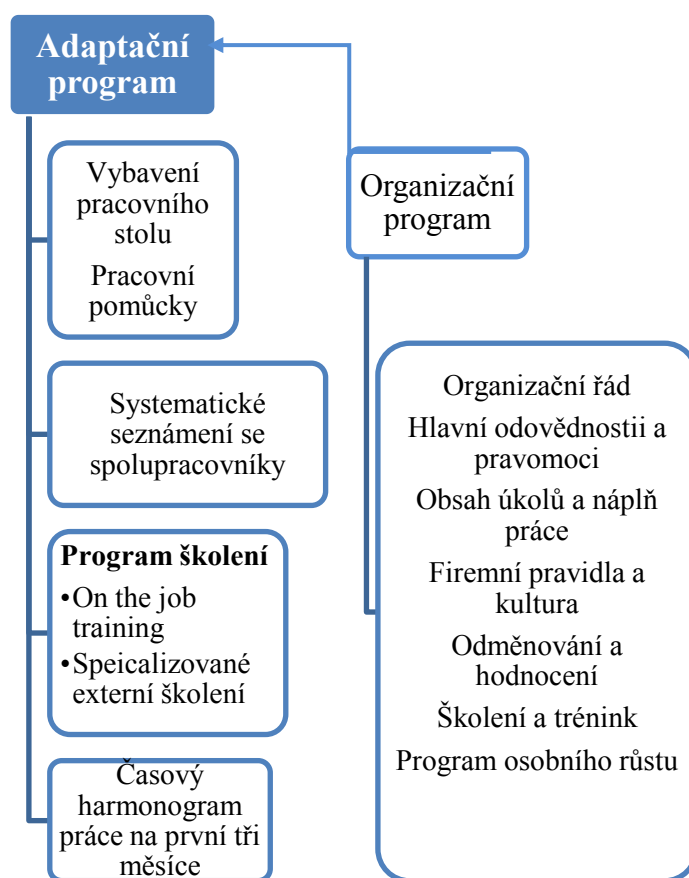 Adaptační
program
Vybavení
pracovního
stolu
Pracovní
pomůcky
Systematické
seznámení se
spolupracovníky
Program školení
•On the job
training
•Speicalizované
externí školení
Časový
harmonogram
práce na první tři
měsíce
Organizační
program
Organizační řád
Hlavní odovědnostii a
pravomoci
Obsah úkolů a náplň
práce
Firemní pravidla a
kultura
Odměnování a
hodnocení
Školení a trénink
Program osobního růstu